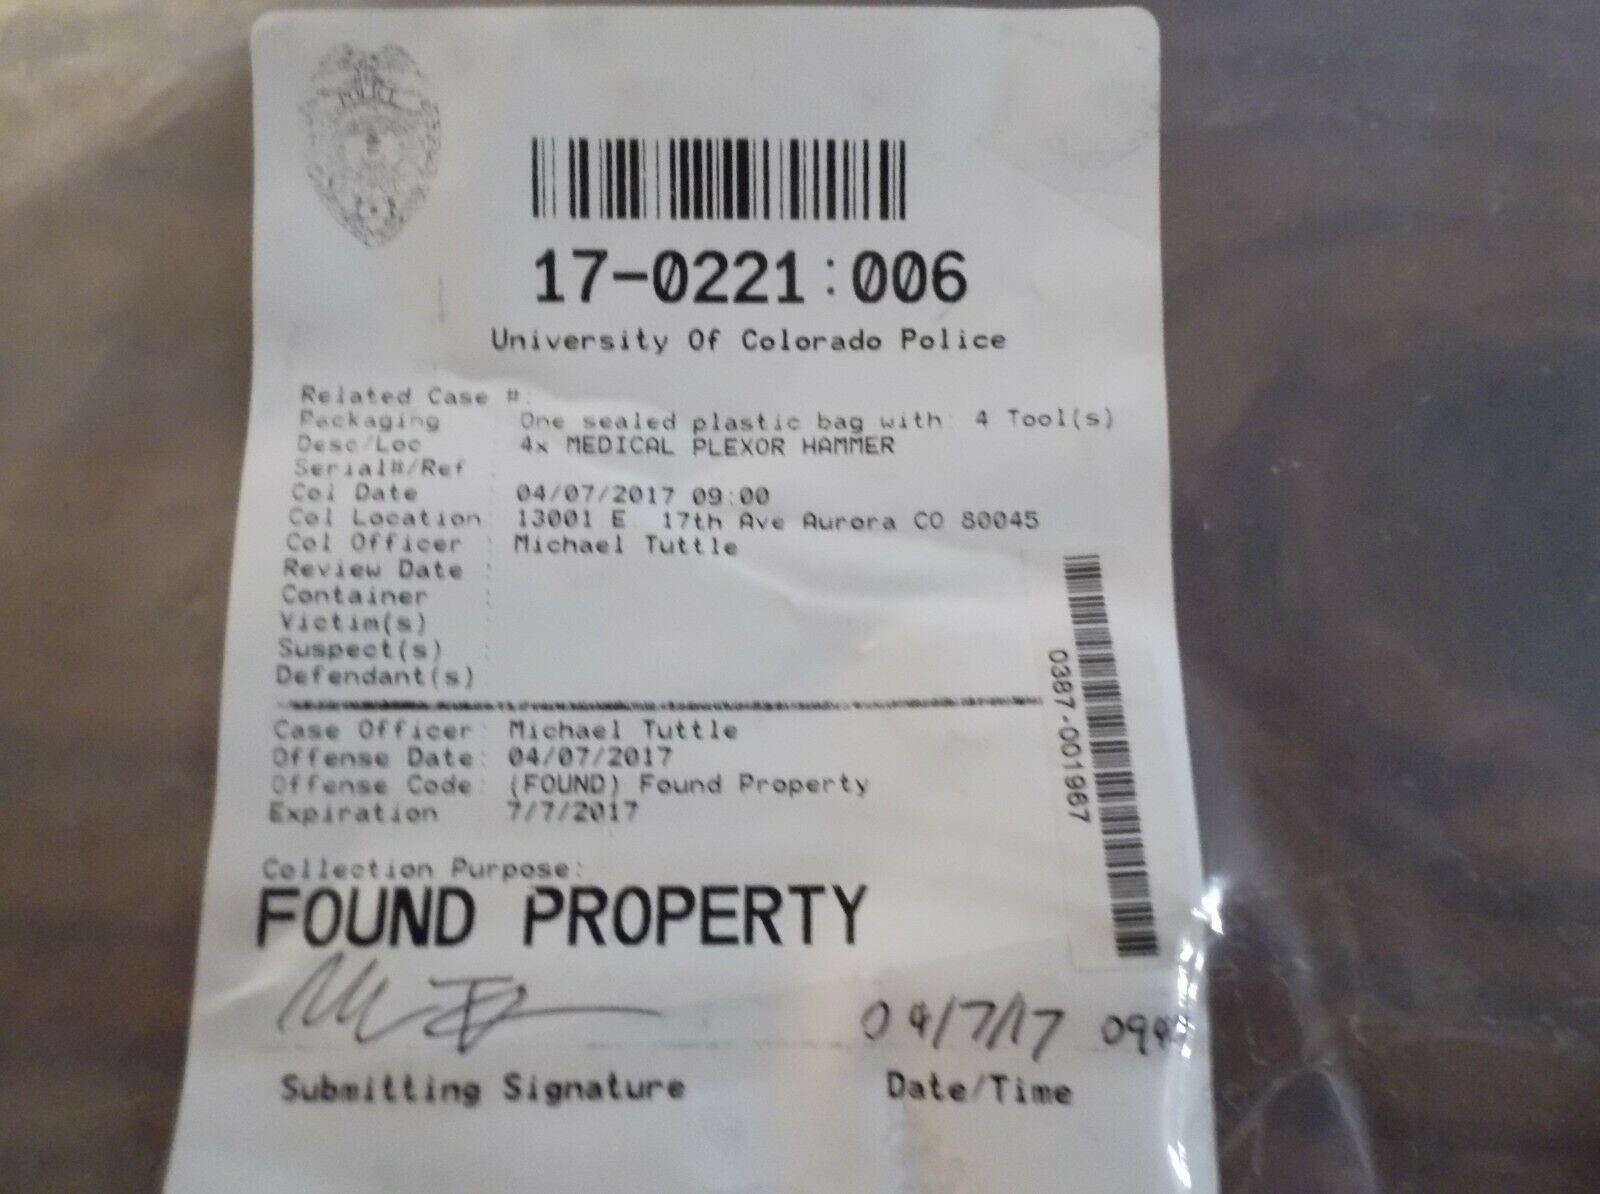 POLICE
17-0221:006
University Of Colorado Police
Related Case #:
Packaging : One sealed plastic bag with: 4 Tool(s)
Desc/Loc : 4x MEDICAL PLEXOR HAMMER
Serial#/Ref :
Col Date : 04/07/2017 09:00
Col Location: 13001 E. 17th Ave Aurora CO 80045
Col Officer : Michael Tuttle
Review Date :
Container :
Victim(s) :
Suspect(s) :
Defendant(s)
Case Officer: Michael Tuttle
Offense Date: 04/07/2017
Offense Code: (FOUND) Found Property
Expiration 7/7/2017
Collection Purpose:
FOUND PROPERTY
04/7/17
Submitting Signature Date/Time
0387-001967